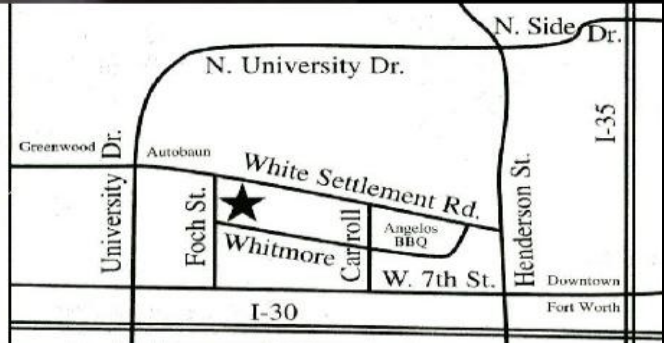 N. Side Dr.
N. University Dr.
I-35
Greenwood
University Dr.
Autobaun
White Settlement Rd.
Foch St.
Whitmore
Carroll
Angelos
BBQ
Henderson St.
W. 7th St.
Downtown
Fort Worth
I-30